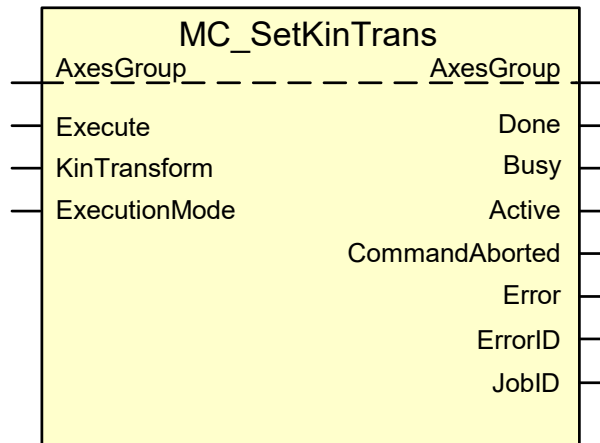 MC_SetKinTrans
AxesGroup AxesGroup
Execute Done
KinTransform Busy
ExecutionMode Active
CommandAborted
Error
ErrorID
JobID